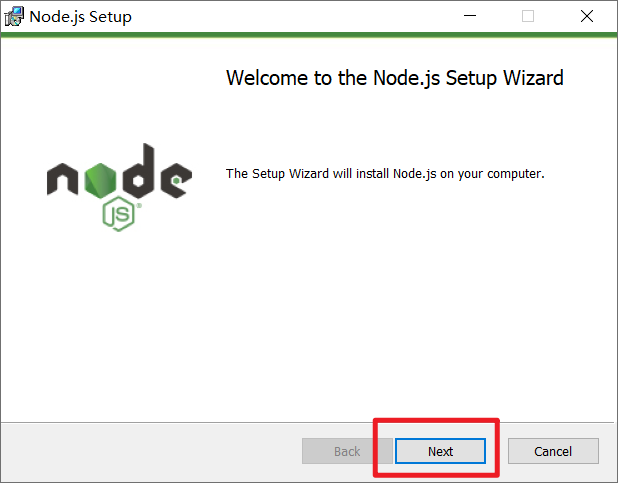 Node.js Setup
Welcome to the Node.js Setup Wizard
node
JS
The Setup Wizard will install Node.js on your computer.
Back
Next
Cancel